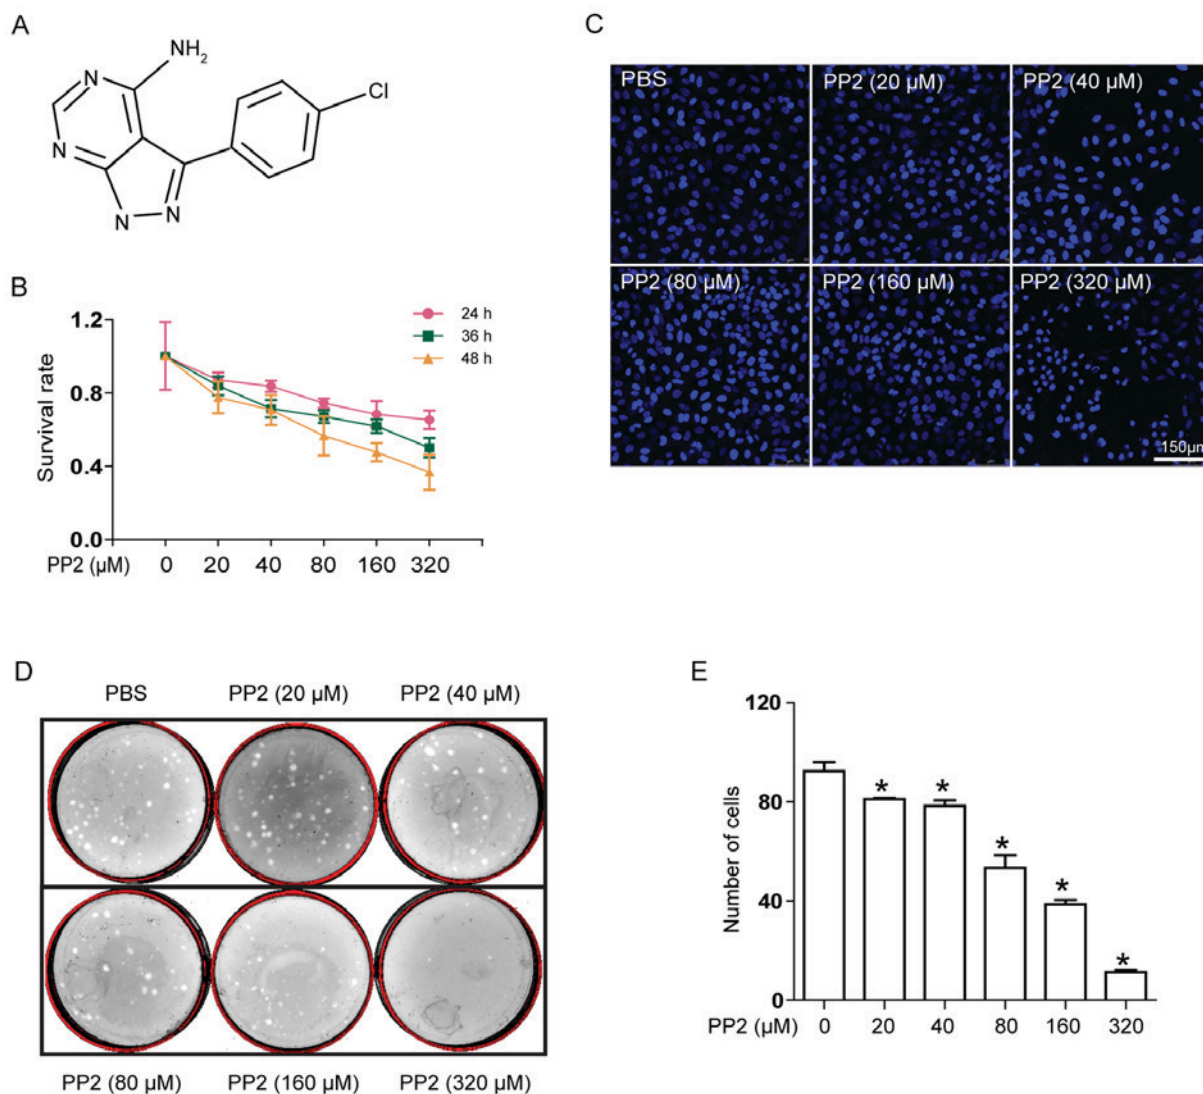 A
NH2
N
Cl
N
N
N
B
1.2
24 h
36 h
48 h
0.8
0.4
0.0
Survival rate
PP2 (µM) 0 20 40 80 160 320
C
PBS PP2 (20 µM) PP2 (40 µM)
PP2 (80 µM) PP2 (160 µM) PP2 (320 µM)
150µm
D
PBS PP2 (20 µM) PP2 (40 µM)
PP2 (80 µM) PP2 (160 µM) PP2 (320 µM)
E
120
80
40
0
Number of cells
* * * * *
PP2 (µM) 0 20 40 80 160 320